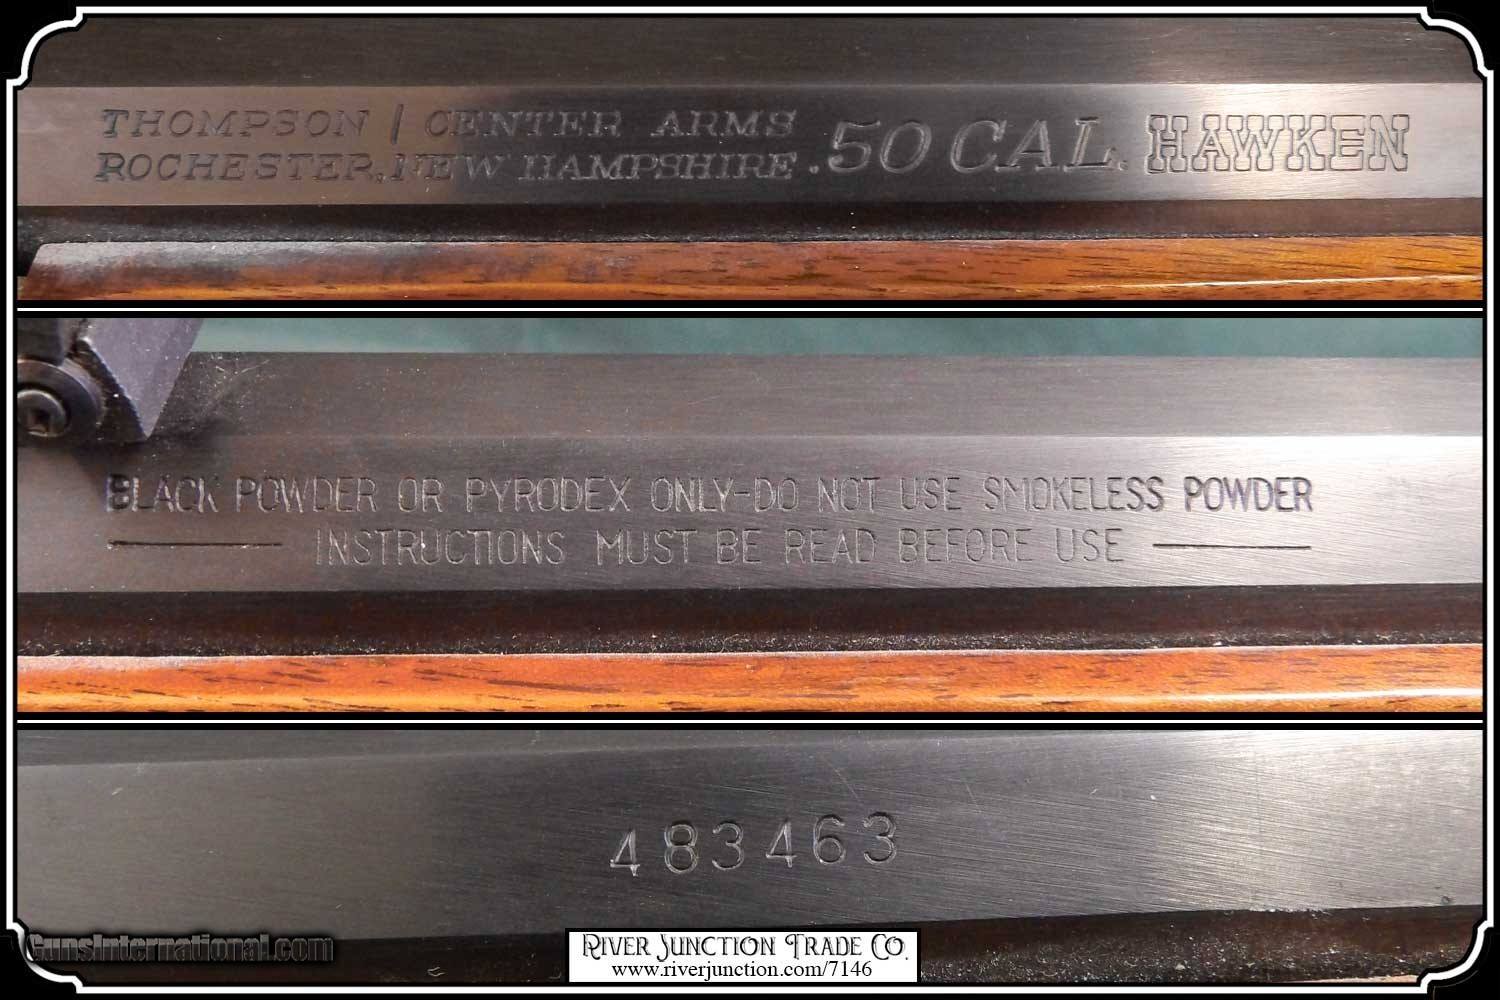 THOMPSON / CENTER ARMS
ROCHESTER, NEW HAMPSHIRE
.50 CAL. HAWKEN
BLACK POWDER OR PYRODEX ONLY-DO NOT USE SMOKELESS POWDER
INSTRUCTIONS MUST BE READ BEFORE USE
483463
GunsInternational.com
RIVER JUNCTION TRADE CO.
www.riverjunction.com/7146